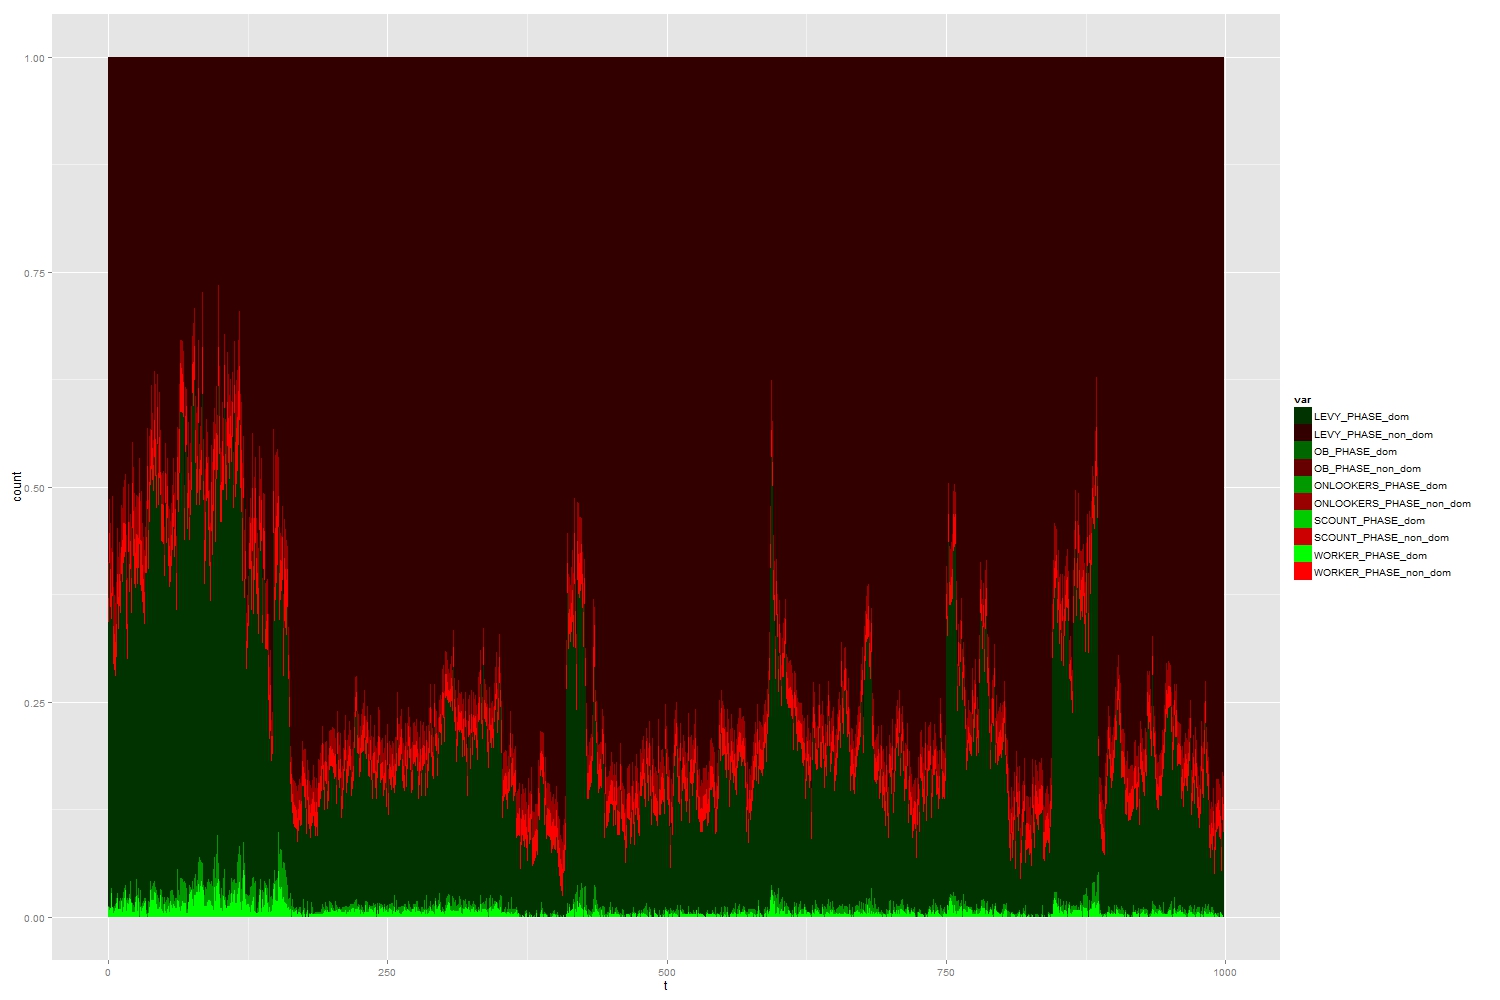 1.00
0.75
0.50
0.25
0.00
count
0
250
500
750
1000
t
var
LEVY_PHASE_dom
LEVY_PHASE_non_dom
OB_PHASE_dom
OB_PHASE_non_dom
ONLOOKERS_PHASE_dom
ONLOOKERS_PHASE_non_dom
SCOUNT_PHASE_dom
SCOUNT_PHASE_non_dom
WORKER_PHASE_dom
WORKER_PHASE_non_dom